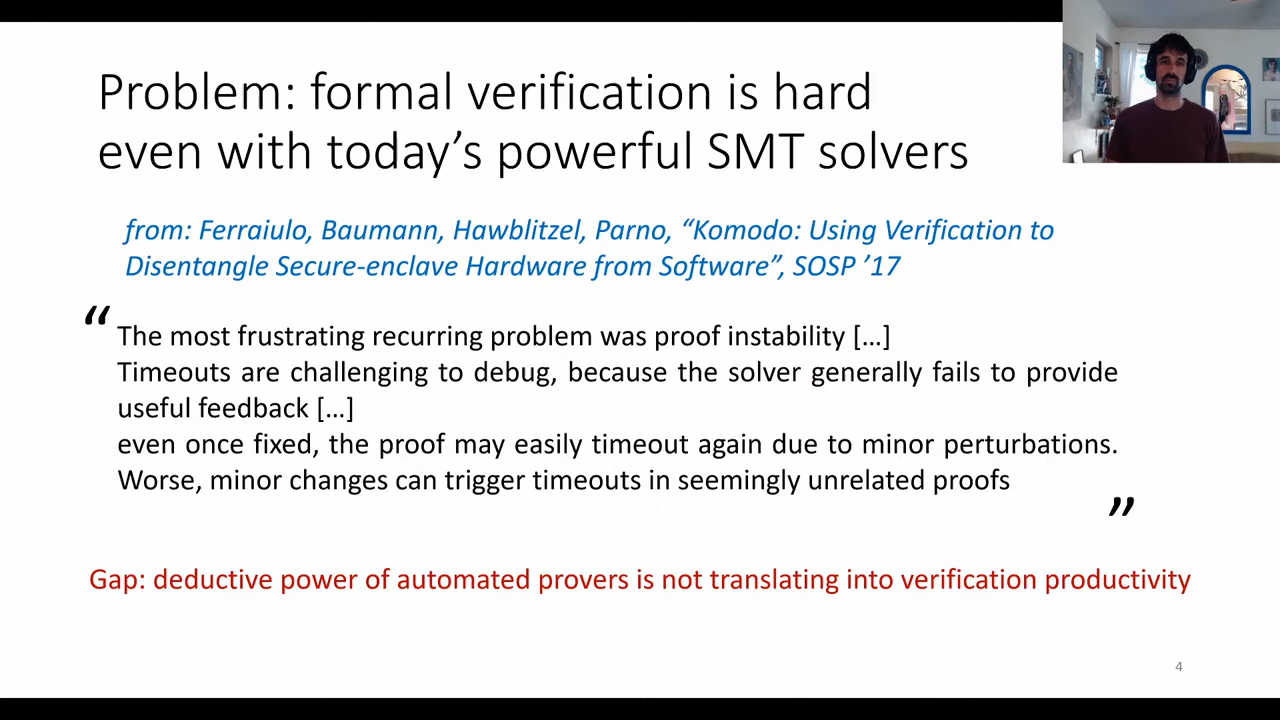 Problem: formal verification is hard
even with today’s powerful SMT solvers
from: Ferraiulo, Baumann, Hawblitzel, Parno, “Komodo: Using Verification to
Disentangle Secure-enclave Hardware from Software”, SOSP ’17
“
The most frustrating recurring problem was proof instability […]
Timeouts are challenging to debug, because the solver generally fails to provide
useful feedback […]
even once fixed, the proof may easily timeout again due to minor perturbations.
Worse, minor changes can trigger timeouts in seemingly unrelated proofs
”
Gap: deductive power of automated provers is not translating into verification productivity
4